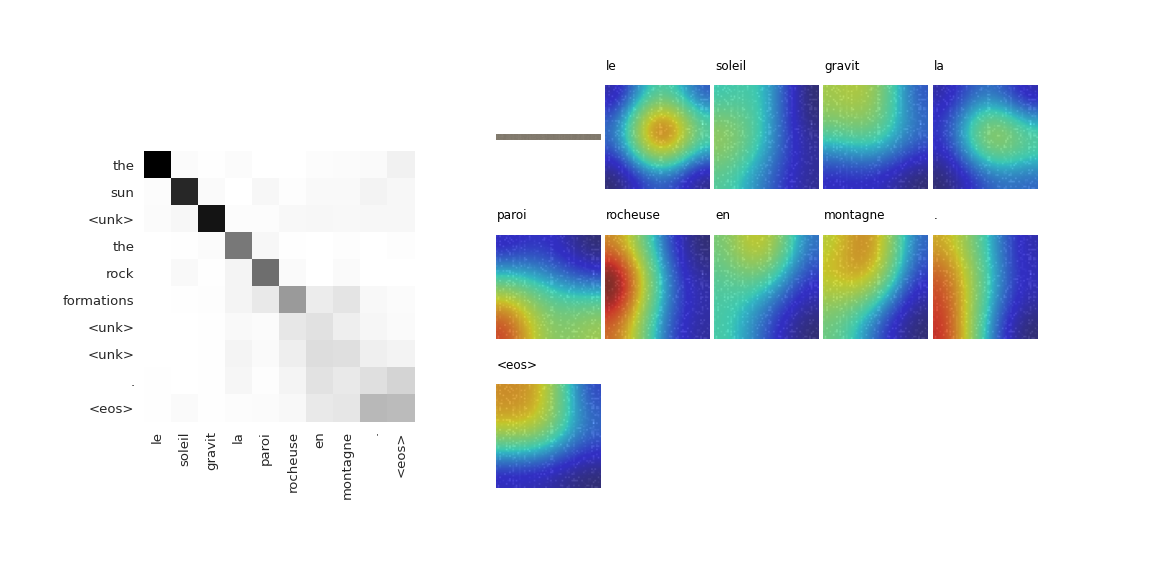 the
sun
<unk>
the
rock
formations
<unk>
<unk>
.
<eos>
le
soleil
gravit
la
paroi
rocheuse
en
montagne
.
<eos>
le soleil gravit la
paroi rocheuse en montagne .
<eos>